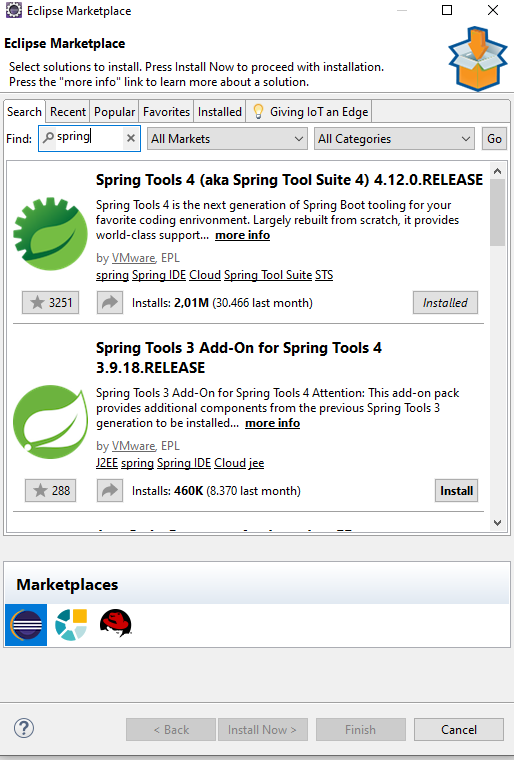 Eclipse Marketplace
Eclipse Marketplace
Select solutions to install. Press Install Now to proceed with installation.
Press the "more info" link to learn more about a solution.
Search Recent Popular Favorites Installed Giving IoT an Edge
Find: spring All Markets All Categories Go
Spring Tools 4 (aka Spring Tool Suite 4) 4.12.0.RELEASE
Spring Tools 4 is the next generation of Spring Boot tooling for your
favorite coding enrivonment. Largely rebuilt from scratch, it provides
world-class support... more info
by VMware, EPL
spring Spring IDE Cloud Spring Tool Suite STS
3251 Installs: 2,01M (30.466 last month) Installed
Spring Tools 3 Add-On for Spring Tools 4
3.9.18.RELEASE
Spring Tools 3 Add-On for Spring Tools 4 Attention: This add-on pack
provides additional components from the previous Spring Tools 3
generation to be installed... more info
by VMware, EPL
J2EE spring Spring IDE Cloud jee
288 Installs: 460K (8.370 last month) Install
Marketplaces
? < Back Install Now > Finish Cancel